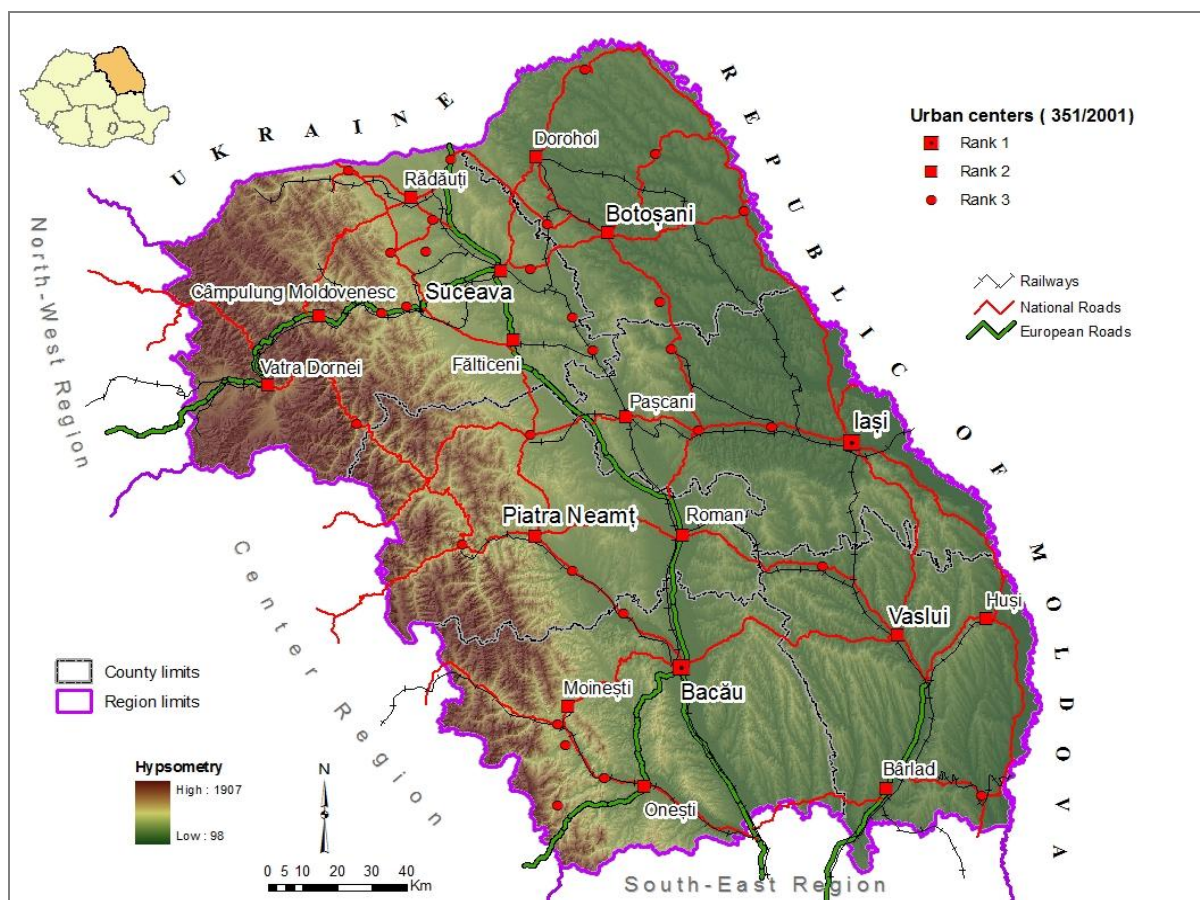 UKRAINE
REPUBLIC OF MOLDOVA
North-West Region
Center Region
South-East Region
Urban centers ( 351/2001)
Rank 1
Rank 2
Rank 3
Railways
National Roads
European Roads
Dorohoi
Rădăuți
Botoșani
Suceava
Câmpulung Moldovenesc
Fălticeni
Vatra Dornei
Pașcani
Iași
Piatra Neamț
Roman
Vaslui
Huși
Bacău
Moinești
Bârlad
Onești
County limits
Region limits
Hypsometry
High : 1907
Low : 98
N
0 5 10 20 30 40
Km